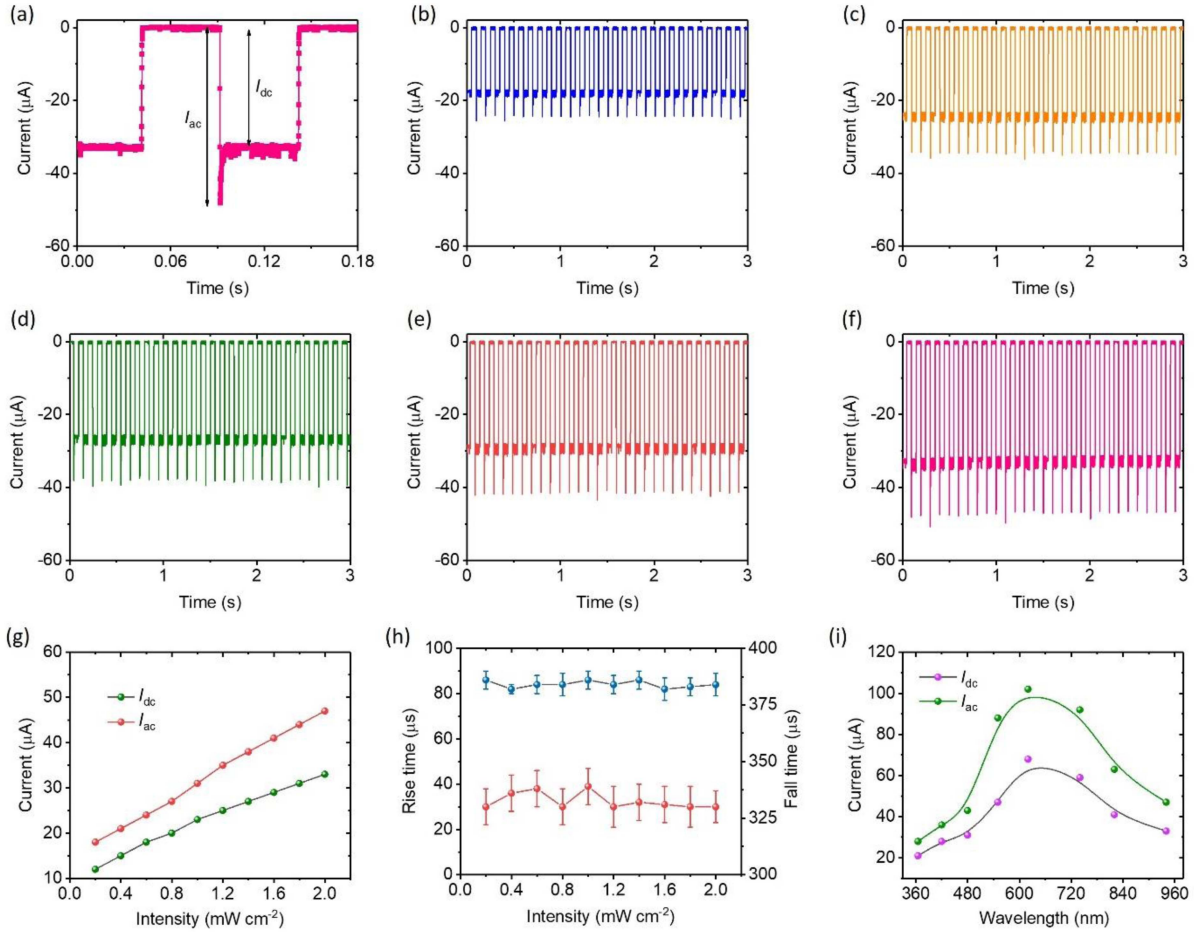 (a)
0
-20
-40
-60
Current (μA)
I_ac
I_dc
0.00
0.06
0.12
0.18
Time (s)
(b)
0
-20
-40
-60
Current (μA)
0
1
2
3
Time (s)
(c)
0
-20
-40
-60
Current (μA)
0
1
2
3
Time (s)
(d)
0
-20
-40
-60
Current (μA)
0
1
2
3
Time (s)
(e)
0
-20
-40
-60
Current (μA)
0
1
2
3
Time (s)
(f)
0
-20
-40
-60
Current (μA)
0
1
2
3
Time (s)
(g)
60
50
40
30
20
10
Current (μA)
I_dc
I_ac
0.0
0.4
0.8
1.2
1.6
2.0
Intensity (mW cm⁻²)
(h)
100
80
60
40
20
0
Rise time (μs)
400
375
350
325
300
Fall time (μs)
0.0
0.4
0.8
1.2
1.6
2.0
Intensity (mW cm⁻²)
(i)
120
100
80
60
40
20
Current (μA)
I_dc
I_ac
360
480
600
720
840
960
Wavelength (nm)